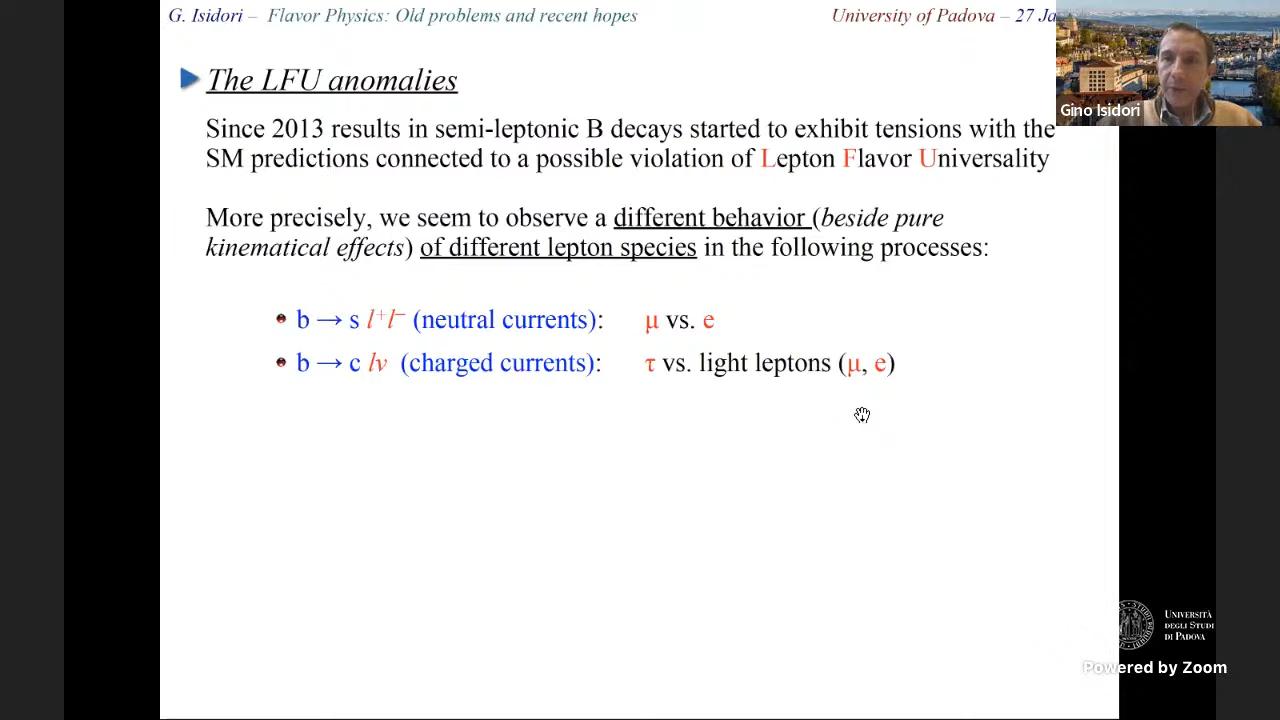 G. Isidori – Flavor Physics: Old problems and recent hopes
University of Padova – 27 Ja
Gino Isidori
The LFU anomalies
Since 2013 results in semi-leptonic B decays started to exhibit tensions with the
SM predictions connected to a possible violation of Lepton Flavor Universality
More precisely, we seem to observe a different behavior (beside pure
kinematical effects) of different lepton species in the following processes:
b → s l⁺l⁻ (neutral currents): μ vs. e
b → c lν (charged currents): τ vs. light leptons (μ, e)
UNIVERSITÀ
DEGLI STUDI
DI PADOVA
Powered by Zoom